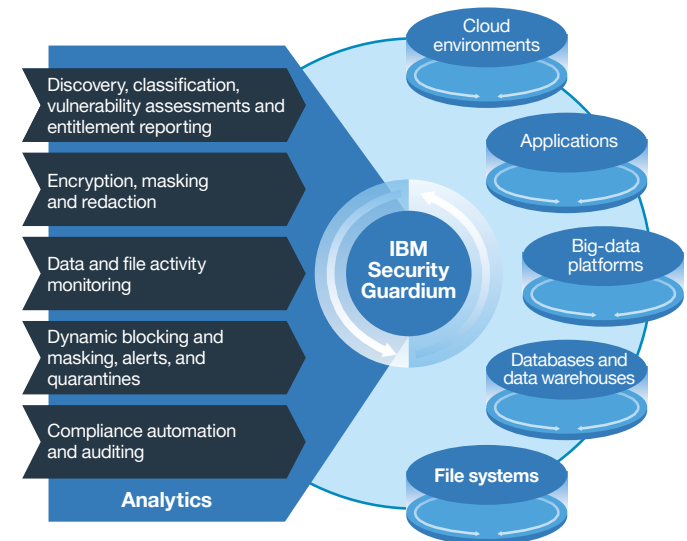 Discovery, classification,
vulnerability assessments and
entitlement reporting
Encryption, masking
and redaction
Data and file activity
monitoring
Dynamic blocking and
masking, alerts, and
quarantines
Compliance automation
and auditing
Analytics
IBM
Security
Guardium
Cloud
environments
Applications
Big-data
platforms
Databases and
data warehouses
File systems